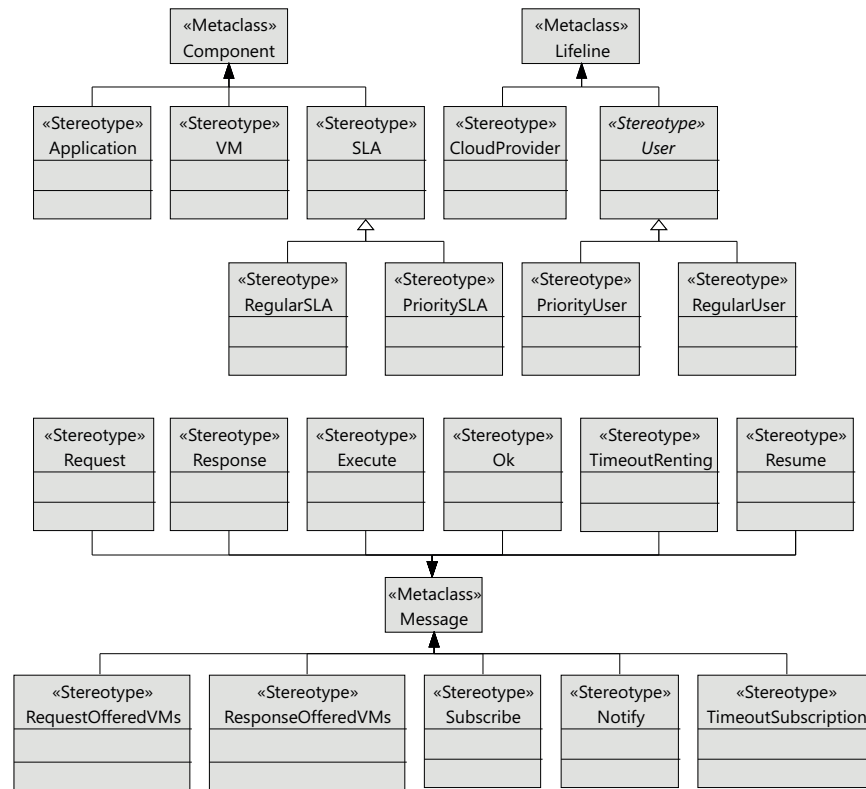 «Metaclass»
Component
«Metaclass»
Lifeline
«Stereotype»
Application
«Stereotype»
VM
«Stereotype»
SLA
«Stereotype»
CloudProvider
«Stereotype»
User
«Stereotype»
RegularSLA
«Stereotype»
PrioritySLA
«Stereotype»
PriorityUser
«Stereotype»
RegularUser
«Stereotype»
Request
«Stereotype»
Response
«Stereotype»
Execute
«Stereotype»
Ok
«Stereotype»
TimeoutRenting
«Stereotype»
Resume
«Metaclass»
Message
«Stereotype»
RequestOfferedVMs
«Stereotype»
ResponseOfferedVMs
«Stereotype»
Subscribe
«Stereotype»
Notify
«Stereotype»
TimeoutSubscription